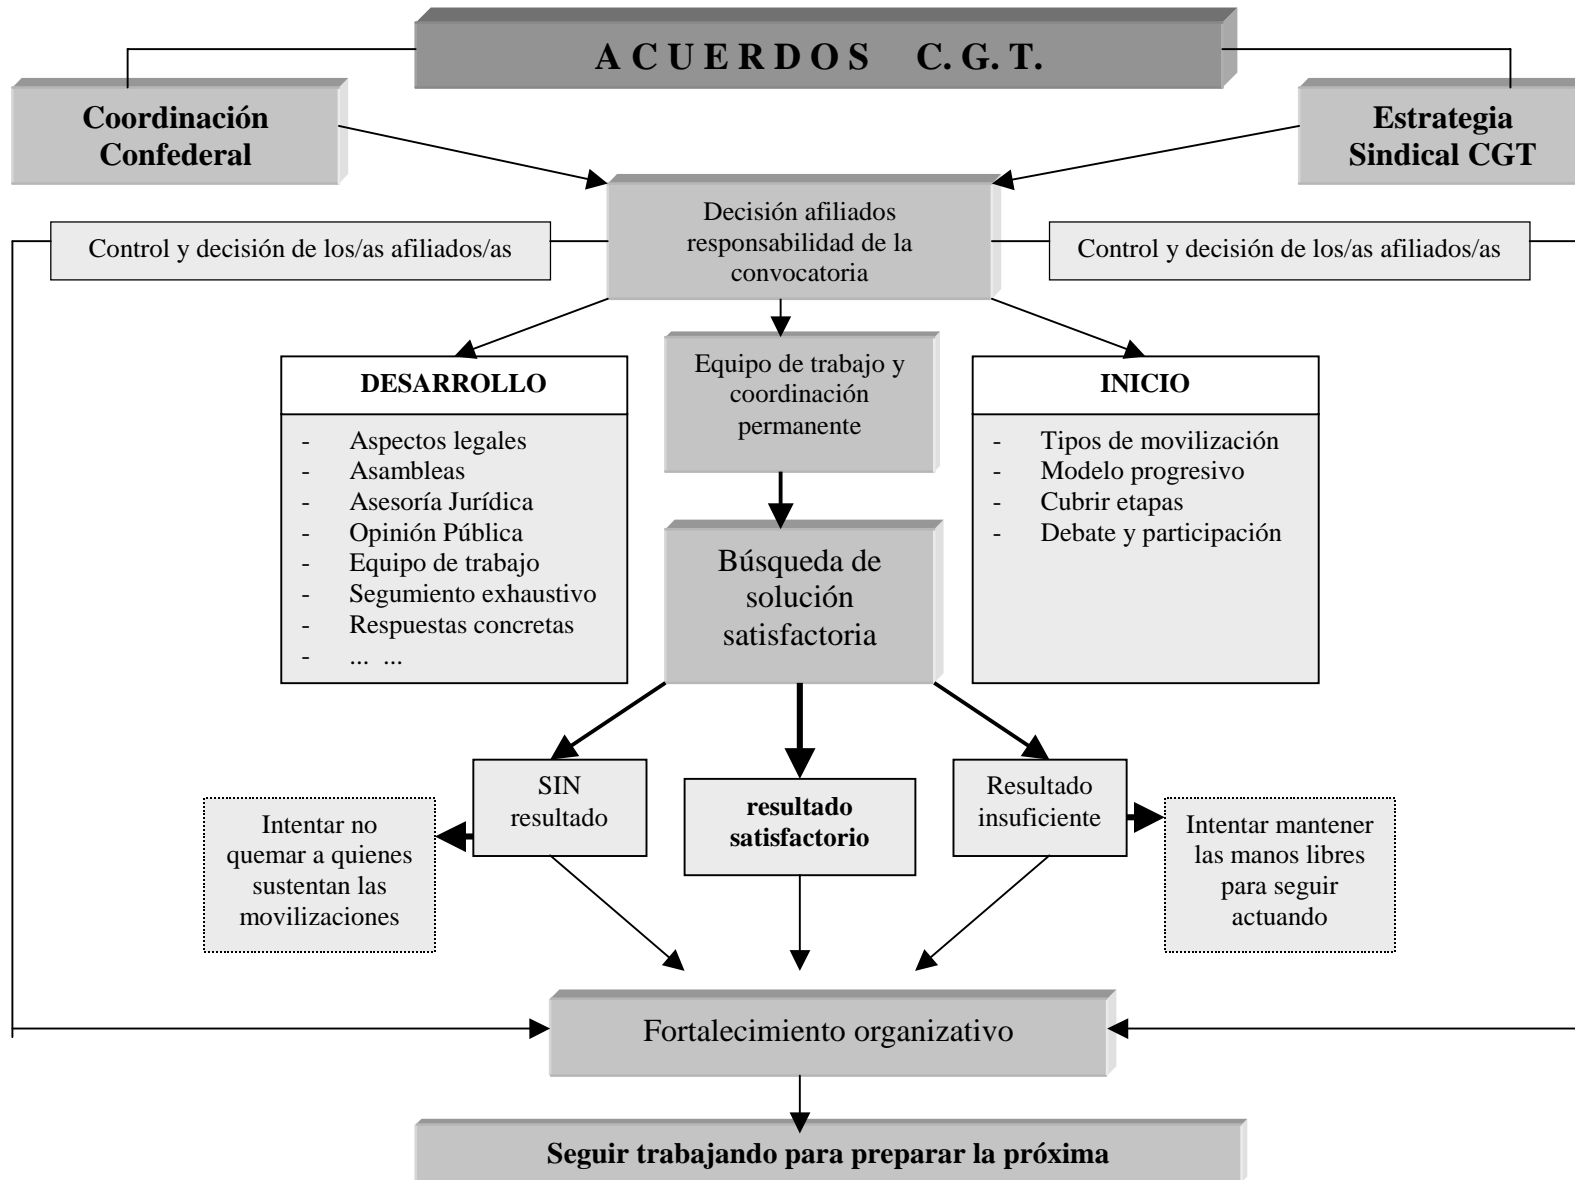 ACUERDOS C. G. T.
Coordinación
Confederal
Estrategia
Sindical CGT
Decisión afiliados
responsabilidad de la
convocatoria
Control y decisión de los/as afiliados/as
Control y decisión de los/as afiliados/as
DESARROLLO
- Aspectos legales
- Asambleas
- Asesoría Jurídica
- Opinión Pública
- Equipo de trabajo
- Segumiento exhaustivo
- Respuestas concretas
- ... ...
Equipo de trabajo y
coordinación
permanente
INICIO
- Tipos de movilización
- Modelo progresivo
- Cubrir etapas
- Debate y participación
Búsqueda de
solución
satisfactoria
SIN
resultado
resultado
satisfactorio
Resultado
insuficiente
Intentar no
quemar a quienes
sustentan las
movilizaciones
Intentar mantener
las manos libres
para seguir
actuando
Fortalecimiento organizativo
Seguir trabajando para preparar la próxima